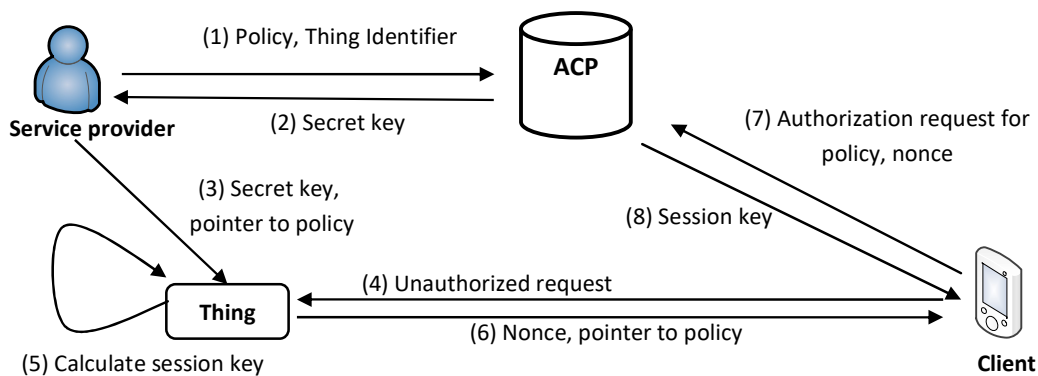 (1) Policy, Thing Identifier
ACP
(2) Secret key
Service provider
(7) Authorization request for
policy, nonce
(3) Secret key,
pointer to policy
(8) Session key
(4) Unauthorized request
Thing
(6) Nonce, pointer to policy
(5) Calculate session key
Client